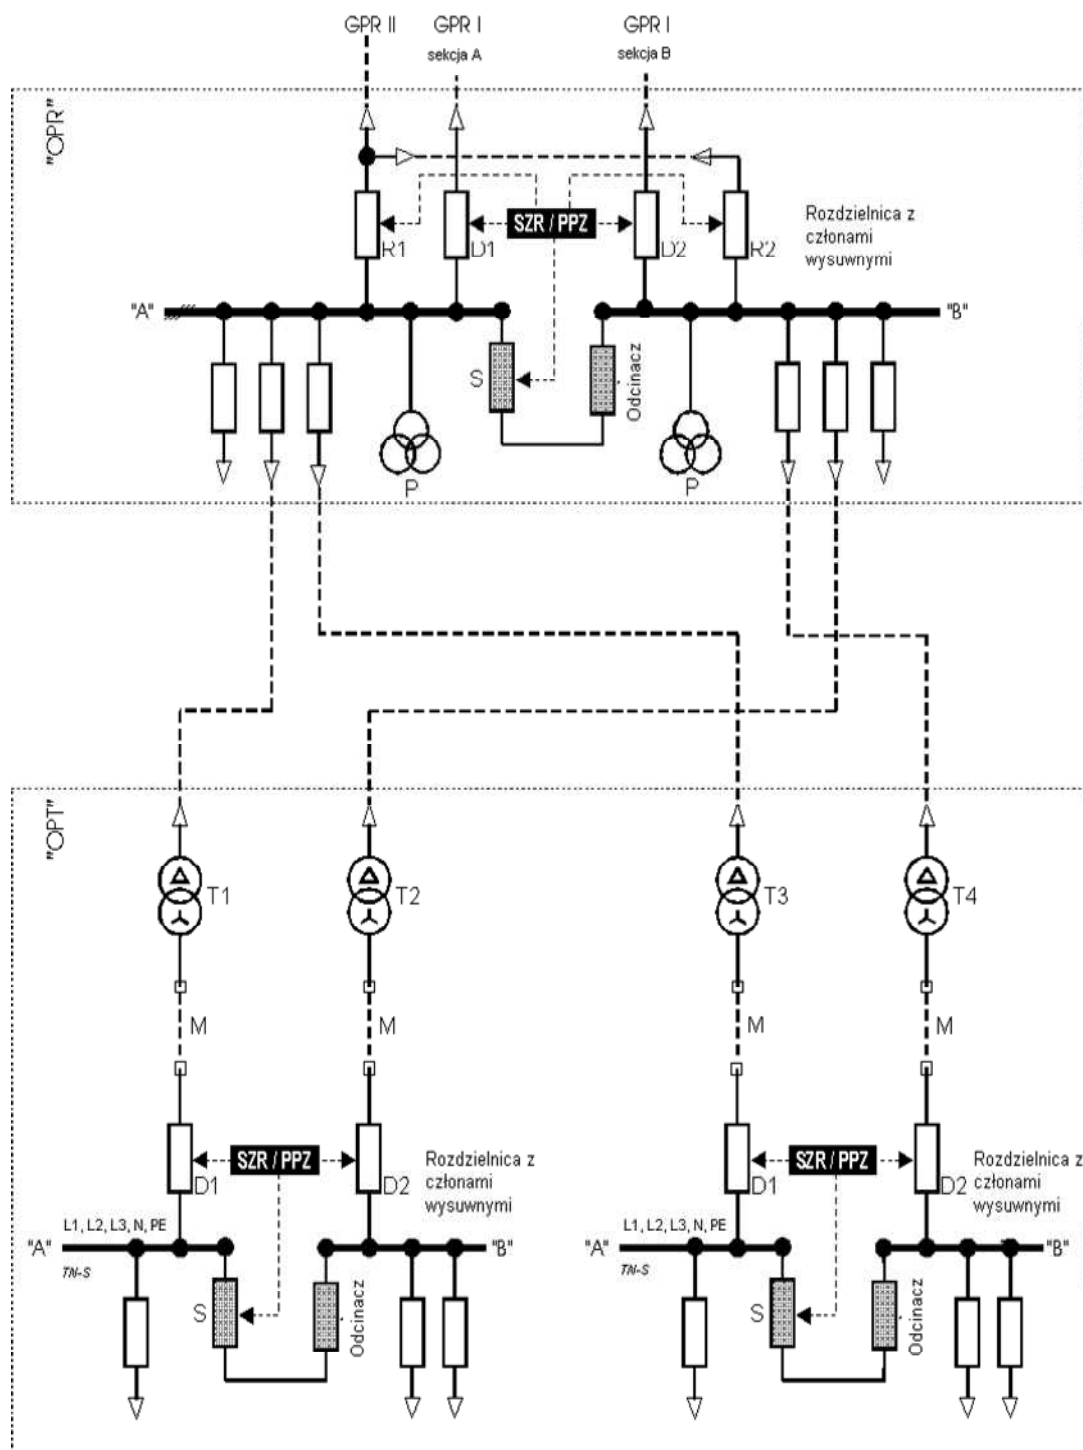 GPR II
GPR I
sekcja A
GPR I
sekcja B
"OPR"
SZR / PPZ
R1
D1
D2
R2
Rozdzielnica z
członami
wysuwnymi
"A"
"B"
S
Odcinacz
P
P
"OPT"
T1
T2
T3
T4
M
M
M
M
SZR / PPZ
D1
D2
Rozdzielnica z
członami
wysuwnymi
L1, L2, L3, N, PE
"A"
"B"
TN-S
S
Odcinacz
SZR / PPZ
D1
D2
Rozdzielnica z
członami
wysuwnymi
L1, L2, L3, N, PE
"A"
"B"
TN-S
S
Odcinacz